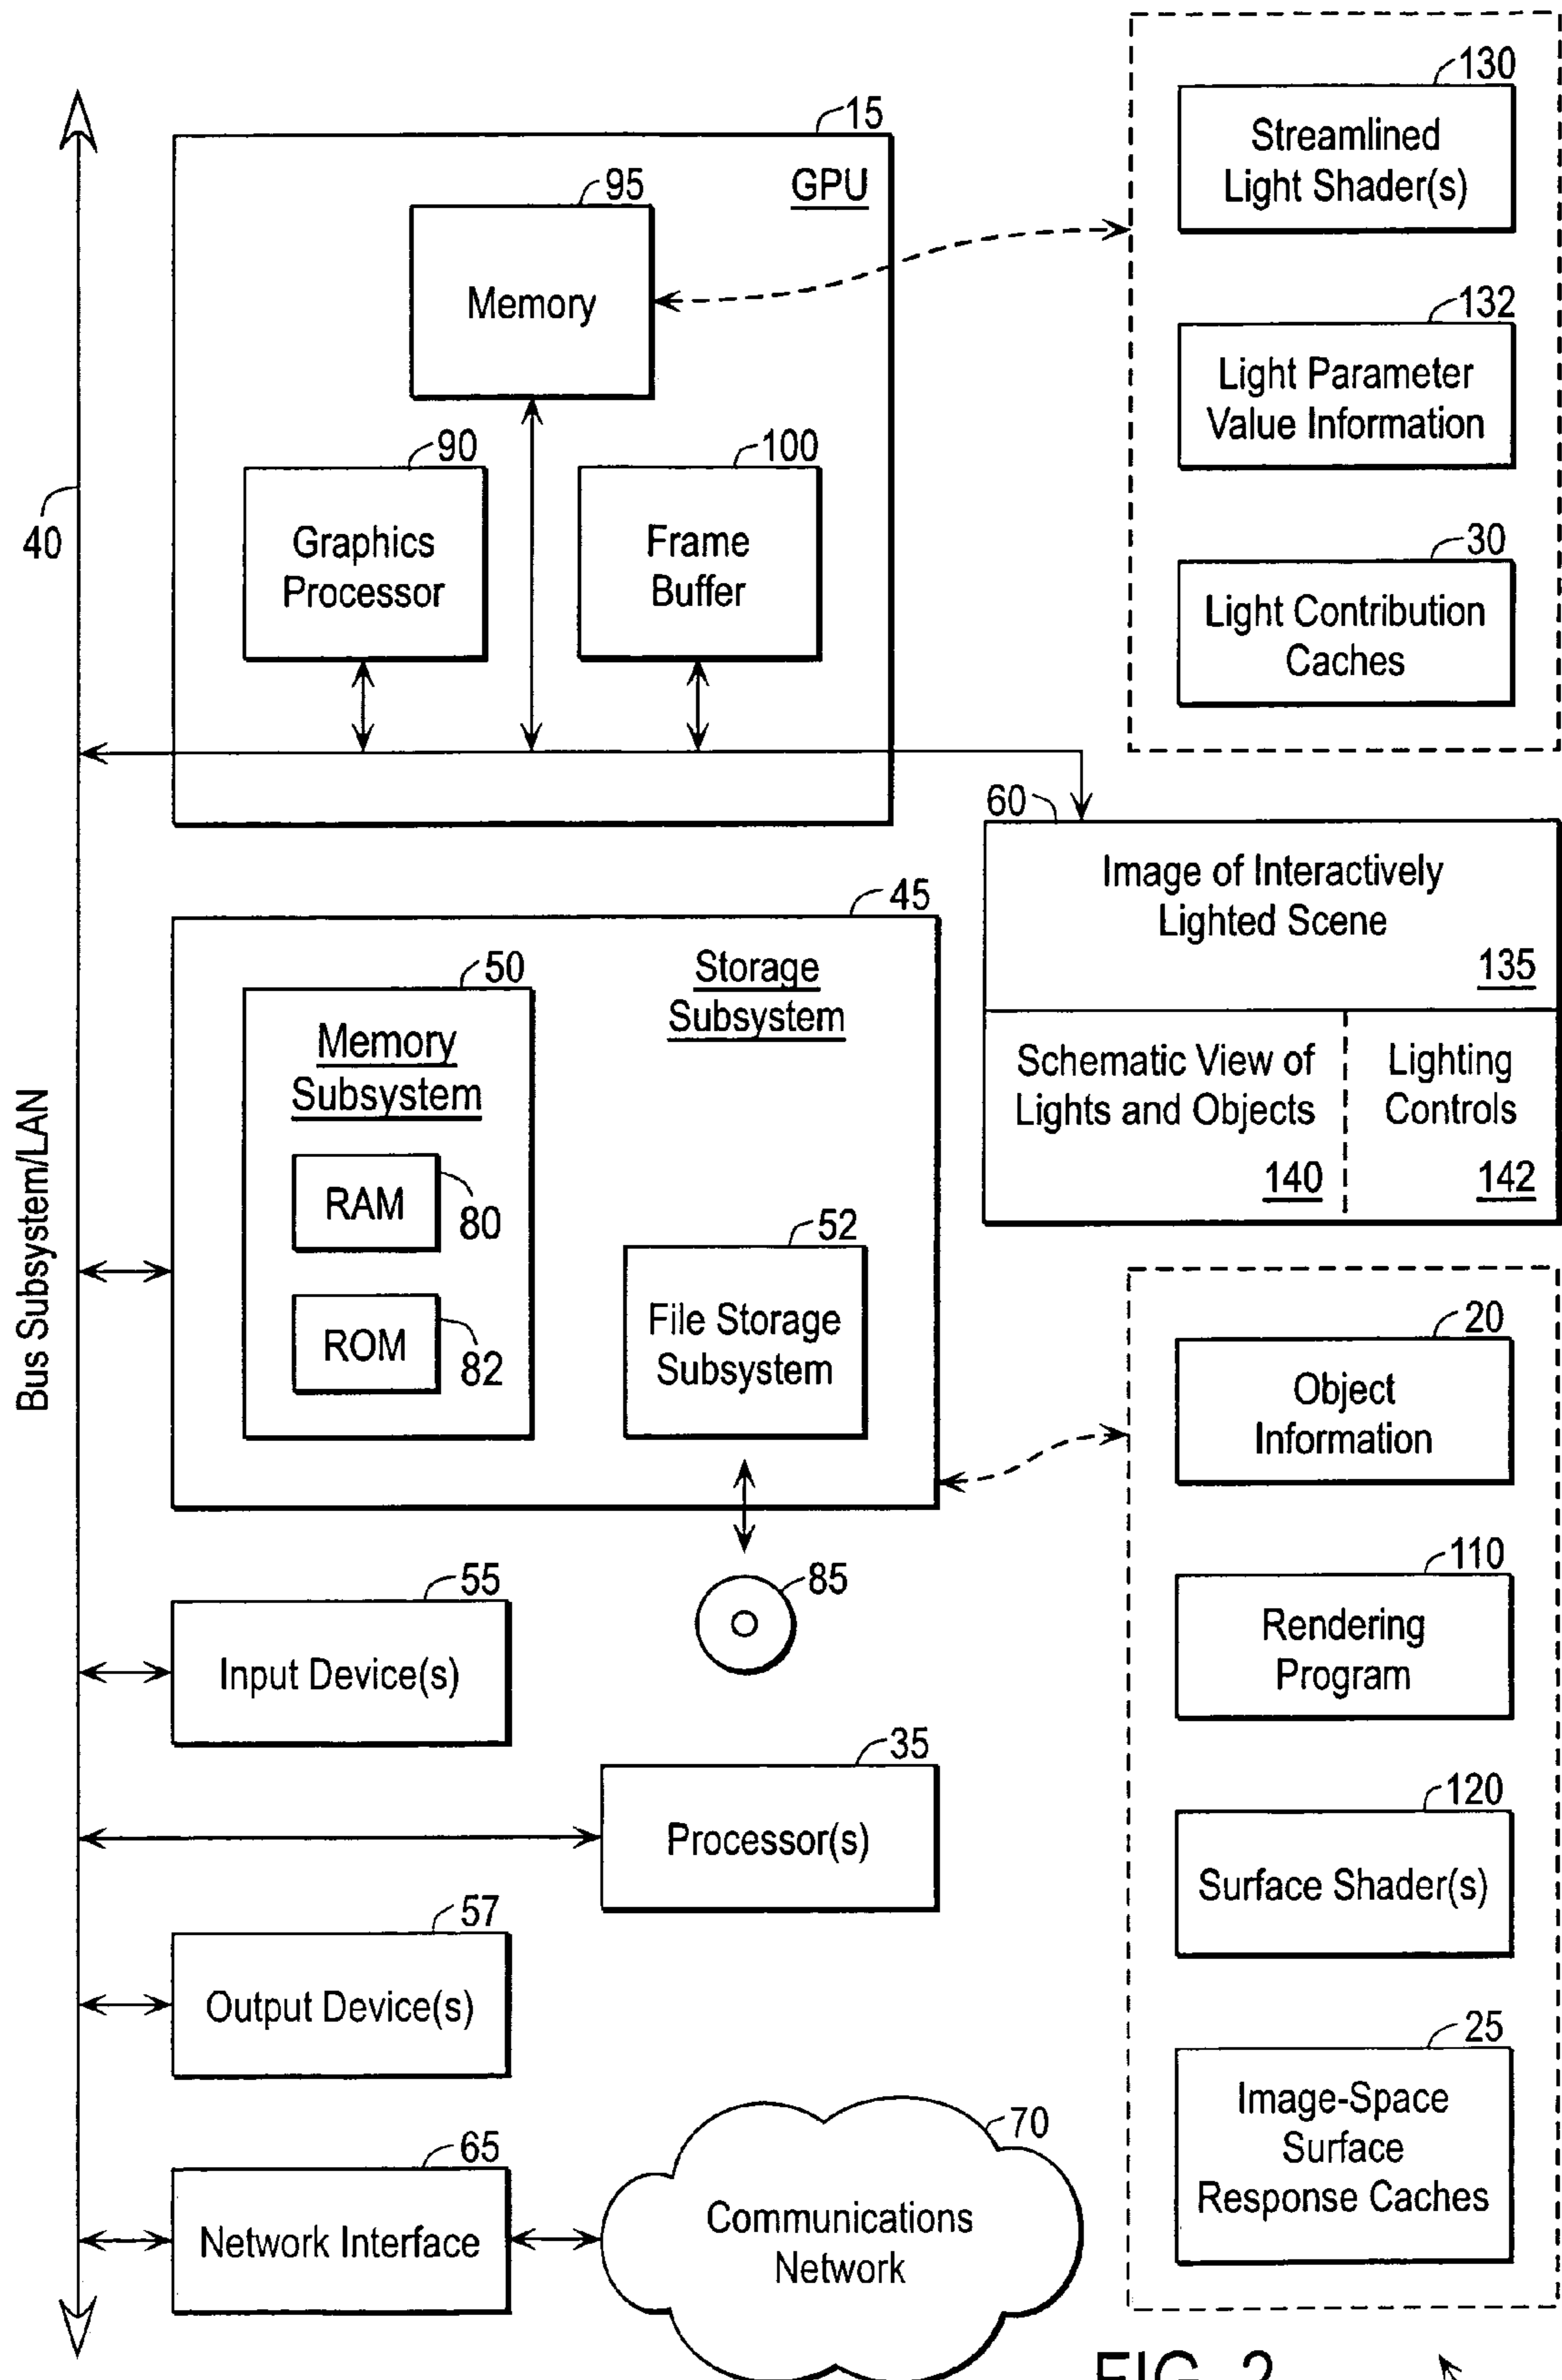 130
Streamlined
Light Shader(s)
132
Light Parameter
Value Information
30
Light Contribution
Caches
15
GPU
95
Memory
90
Graphics
Processor
100
Frame
Buffer
40
60
Image of Interactively
Lighted Scene
135
Schematic View of
Lights and Objects
140
Lighting
Controls
142
45
Storage
Subsystem
50
Memory
Subsystem
RAM
80
ROM
82
52
File Storage
Subsystem
85
Bus Subsystem/LAN
20
Object
Information
110
Rendering
Program
120
Surface Shader(s)
25
Image-Space
Surface
Response Caches
55
Input Device(s)
35
Processor(s)
57
Output Device(s)
65
Network Interface
70
Communications
Network
FIG. 2